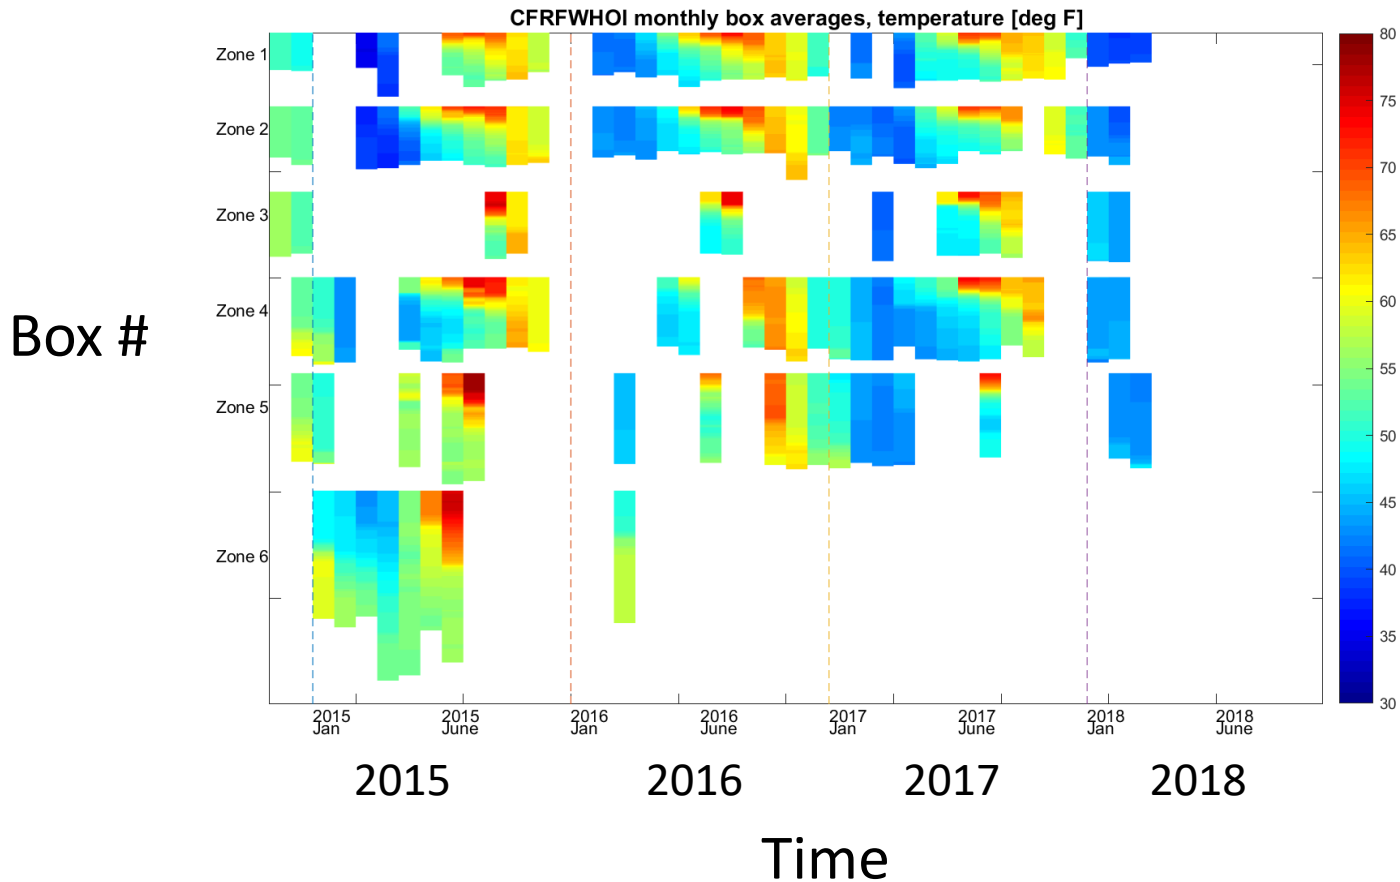 CFRFWHOI monthly box averages, temperature [deg F]
Zone 1
Zone 2
Zone 3
Zone 4
Zone 5
Zone 6
Box #
80
75
70
65
60
55
50
45
40
35
30
2015
Jan
2015
June
2016
Jan
2016
June
2017
Jan
2017
June
2018
Jan
2018
June
2015
2016
2017
2018
Time